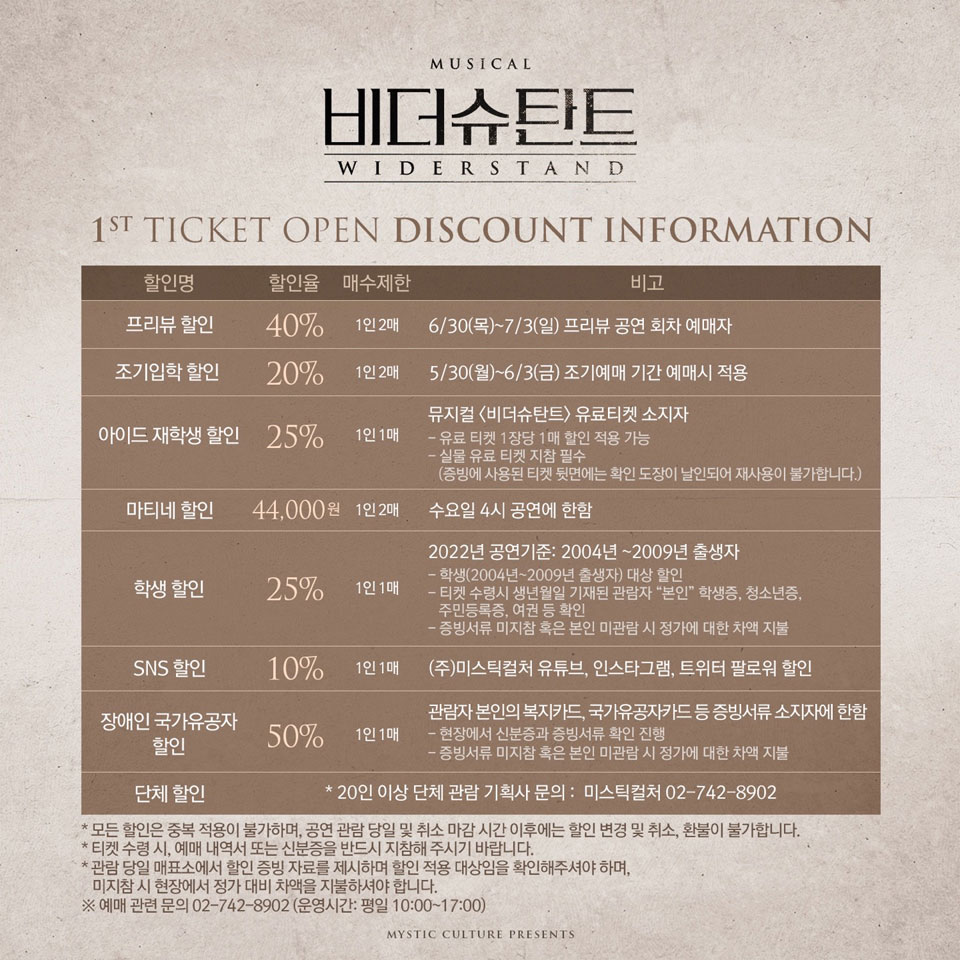 MUSICAL
비더슈탄트
WIDERSTAND
1ST TICKET OPEN DISCOUNT INFORMATION
할인명 할인율 매수제한 비고
프리뷰 할인 40% 1인 2매 6/30(목)~7/3(일) 프리뷰 공연 회차 예매자
조기입학 할인 20% 1인 2매 5/30(월)~6/3(금) 조기예매 기간 예매시 적용
아이드 재학생 할인 25% 1인 1매 뮤지컬 <비더슈탄트> 유료티켓 소지자
- 유료 티켓 1장당 1매 할인 적용 가능
- 실물 유료 티켓 지참 필수
(증빙에 사용된 티켓 뒷면에는 확인 도장이 날인되어 재사용이 불가합니다.)
마티네 할인 44,000원 1인 2매 수요일 4시 공연에 한함
학생 할인 25% 1인 1매 2022년 공연기준: 2004년 ~2009년 출생자
- 학생(2004년~2009년 출생자) 대상 할인
- 티켓 수령시 생년월일 기재된 관람자 “본인” 학생증, 청소년증,
주민등록증, 여권 등 확인
- 증빙서류 미지참 혹은 본인 미관람 시 정가에 대한 차액 지불
SNS 할인 10% 1인 1매 (주)미스틱컬처 유튜브, 인스타그램, 트위터 팔로워 할인
장애인 국가유공자
할인 50% 1인 1매 관람자 본인의 복지카드, 국가유공자카드 등 증빙서류 소지자에 한함
- 현장에서 신분증과 증빙서류 확인 진행
- 증빙서류 미지참 혹은 본인 미관람 시 정가에 대한 차액 지불
단체 할인 * 20인 이상 단체 관람 기획사 문의 : 미스틱컬처 02-742-8902
* 모든 할인은 중복 적용이 불가하며, 공연 관람 당일 및 취소 마감 시간 이후에는 할인 변경 및 취소, 환불이 불가합니다.
* 티켓 수령 시, 예매 내역서 또는 신분증을 반드시 지참해 주시기 바랍니다.
* 관람 당일 매표소에서 할인 증빙 자료를 제시하며 할인 적용 대상임을 확인해주셔야 하며,
미지참 시 현장에서 정가 대비 차액을 지불하셔야 합니다.
※ 예매 관련 문의 02-742-8902 (운영시간: 평일 10:00~17:00)
MYSTIC CULTURE PRESENTS